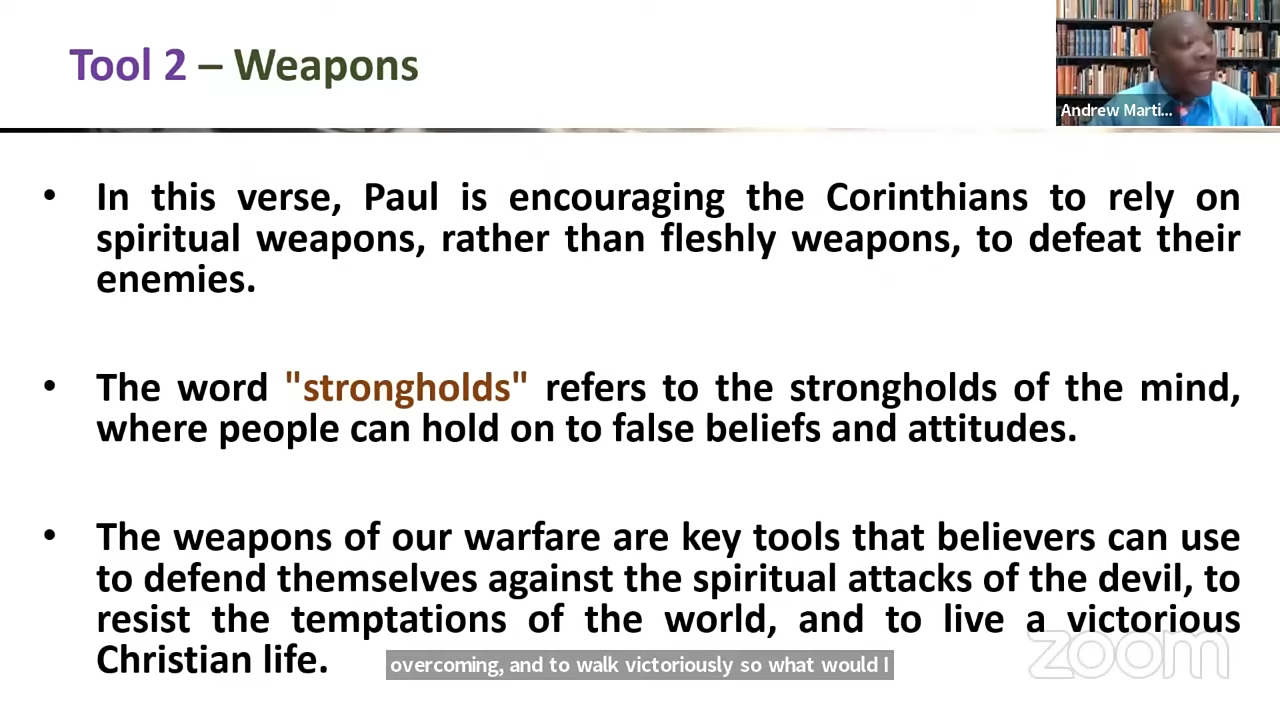 Tool 2 – Weapons
Andrew Marti...
• In this verse, Paul is encouraging the Corinthians to rely on
spiritual weapons, rather than fleshly weapons, to defeat their
enemies.
• The word "strongholds" refers to the strongholds of the mind,
where people can hold on to false beliefs and attitudes.
• The weapons of our warfare are key tools that believers can use
to defend themselves against the spiritual attacks of the devil, to
resist the temptations of the world, and to live a victorious
Christian life.
overcoming, and to walk victoriously so what would I
zoom